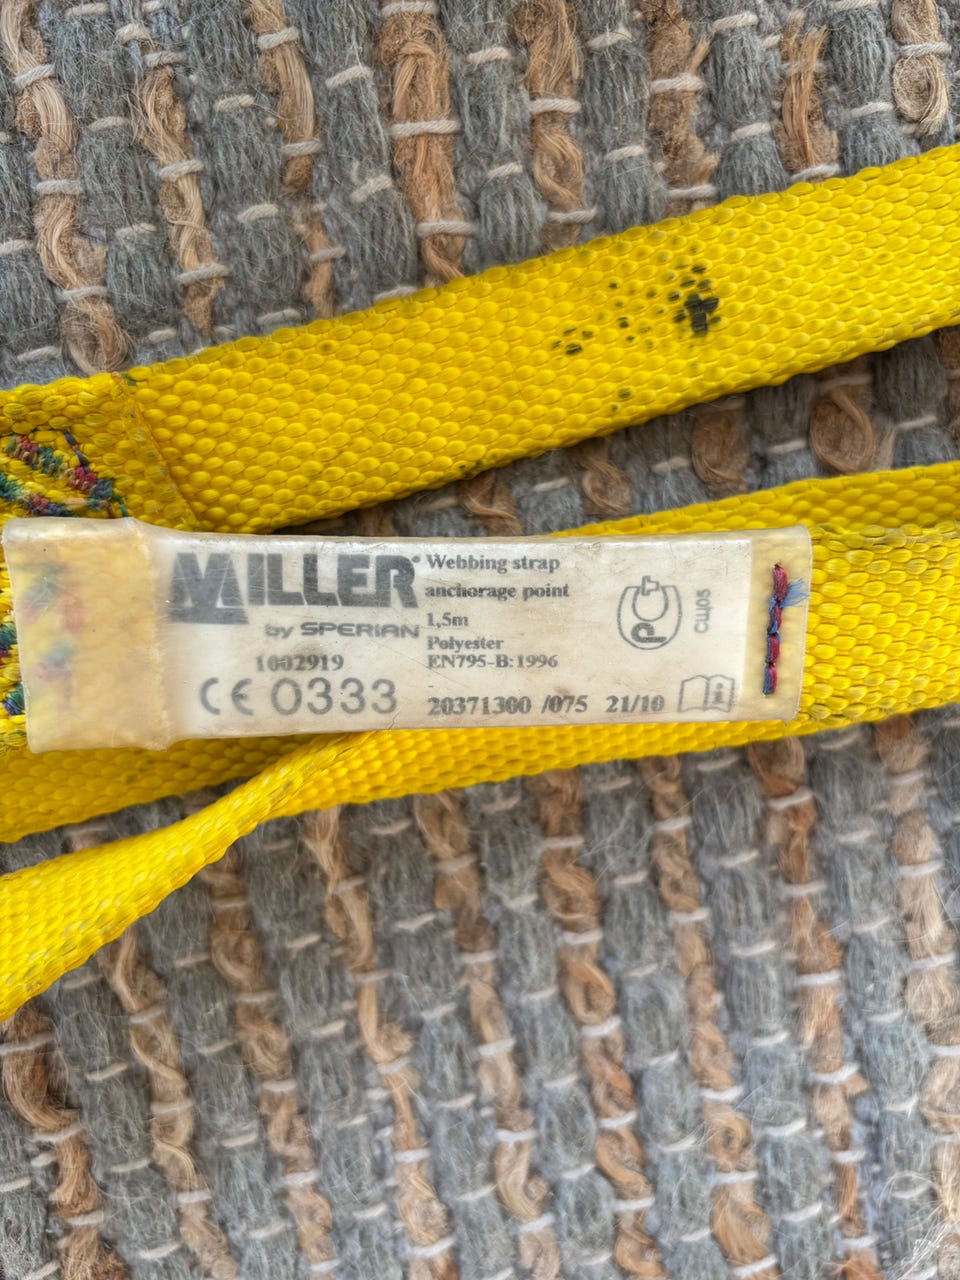 MILLER
by SPERIAN
1002919
CE 0333
Webbing strap
anchorage point
1,5m
Polyester
EN795-B:1996
20371300 /075 21/10
CM05